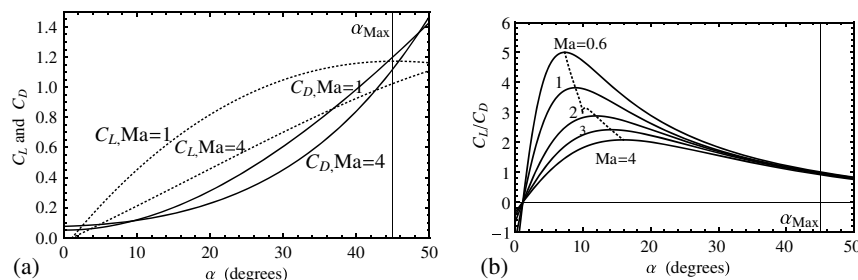 1.4
1.2
1.0
0.8
0.6
0.4
0.2
0.0
C_L and C_D
α_Max
C_D,Ma=1
C_L,Ma=1
C_L,Ma=4
C_D,Ma=4
0 10 20 30 40 50
(a) α (degrees)
6
5
4
3
2
1
0
−1
C_L/C_D
Ma=0.6
1
2
3
Ma=4
α_Max
0 10 20 30 40 50
(b) α (degrees)